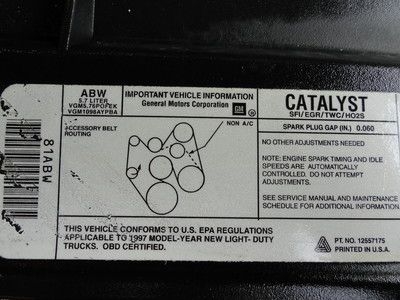 ABW
5.7 LITER
VGM5.76POFEK
VGM1096AYPBA
IMPORTANT VEHICLE INFORMATION
General Motors Corporation GM
CATALYST
SFI/EGR/TWC/HO2S
SPARK PLUG GAP (IN.) 0.060
ACCESSORY BELT
ROUTING
NON A/C
81ABW
NO OTHER ADJUSTMENTS NEEDED
NOTE: ENGINE SPARK TIMING AND IDLE
SPEEDS ARE AUTOMATICALLY
CONTROLLED. DO NOT ATTEMPT
ADJUSTMENTS.
SEE SERVICE MANUAL AND MAINTENANCE
SCHEDULE FOR ADDITIONAL INFORMATION
THIS VEHICLE CONFORMS TO U.S. EPA REGULATIONS
APPLICABLE TO 1997 MODEL-YEAR NEW LIGHT- DUTY
TRUCKS. OBD CERTIFIED.
PRINTED IN U.S.A.
PT. NO. 12557175